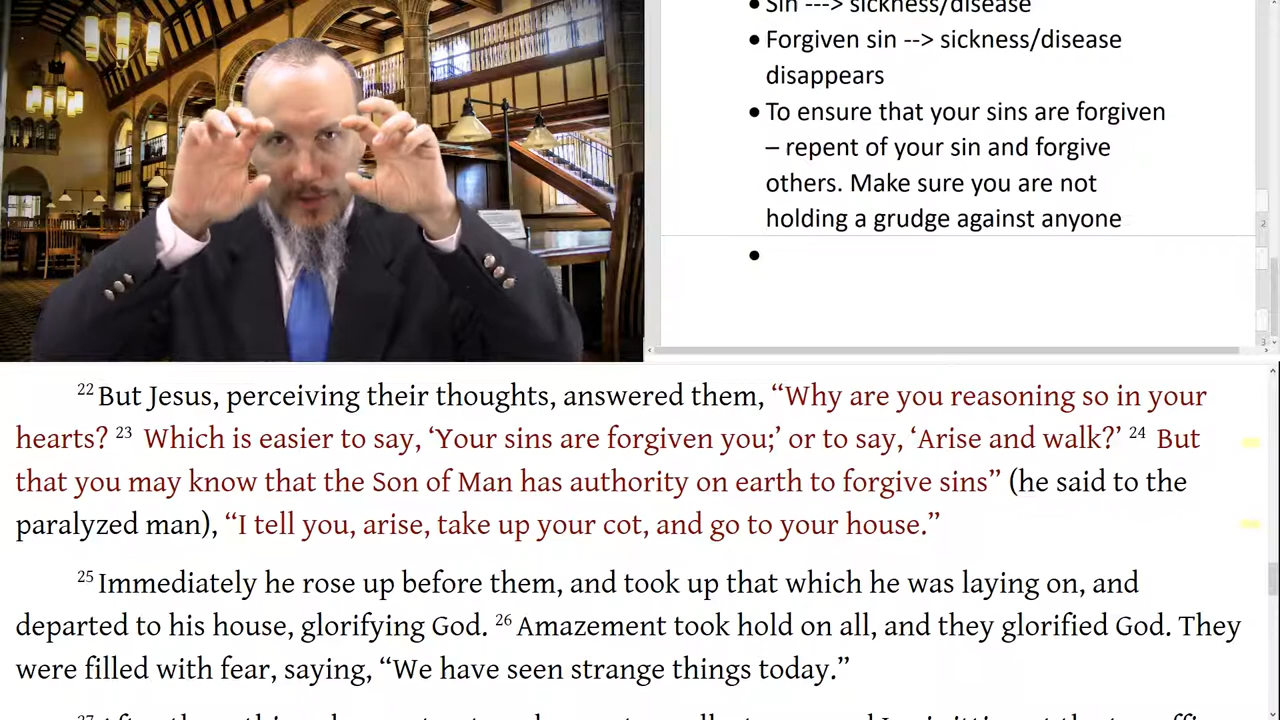 Sin ---> sickness/disease
Forgiven sin --> sickness/disease
disappears
To ensure that your sins are forgiven
– repent of your sin and forgive
others. Make sure you are not
holding a grudge against anyone
22 But Jesus, perceiving their thoughts, answered them, “Why are you reasoning so in your
hearts? 23 Which is easier to say, ‘Your sins are forgiven you;’ or to say, ‘Arise and walk?’ 24 But
that you may know that the Son of Man has authority on earth to forgive sins” (he said to the
paralyzed man), “I tell you, arise, take up your cot, and go to your house.”
25 Immediately he rose up before them, and took up that which he was laying on, and
departed to his house, glorifying God. 26 Amazement took hold on all, and they glorified God. They
were filled with fear, saying, “We have seen strange things today.”